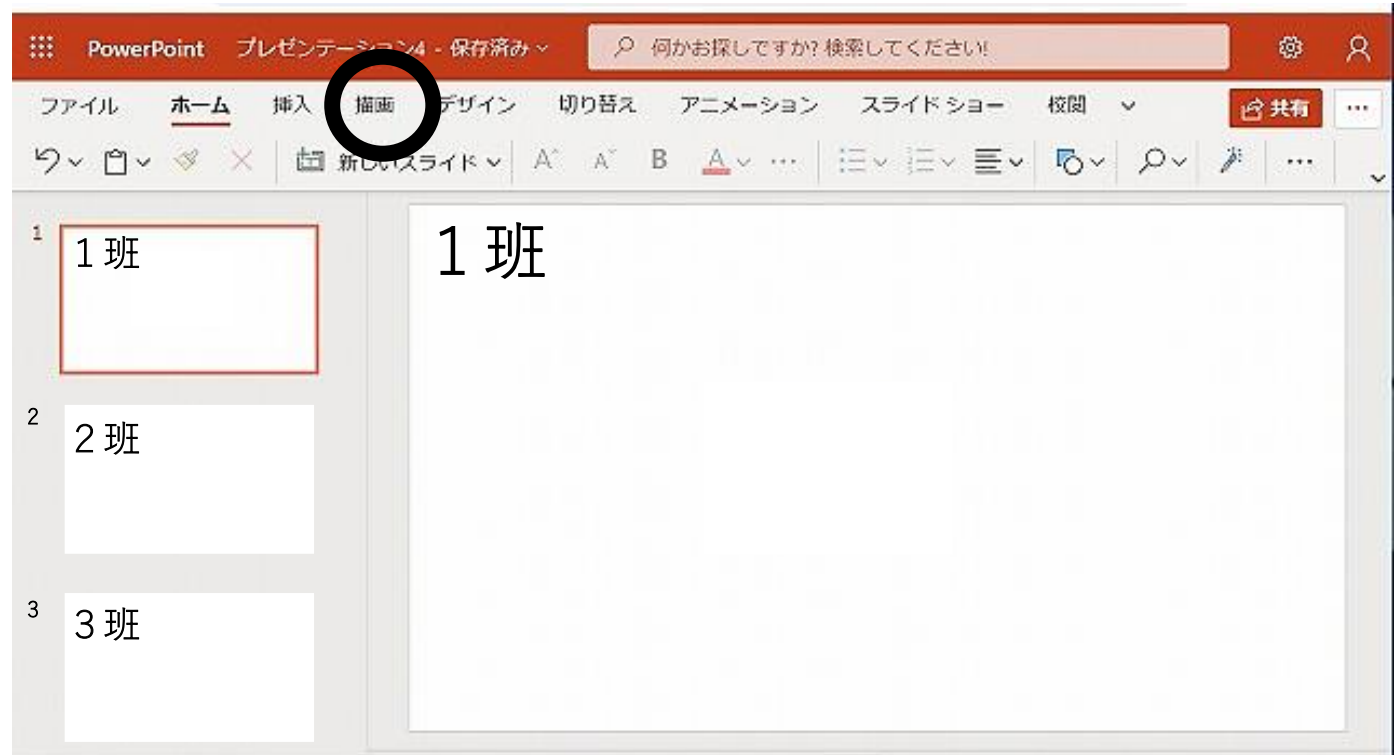 PowerPoint プレゼンテーション4 - 保存済み 何かお探しですか? 検索してください!
ファイル ホーム 挿入 描画 デザイン 切り替え アニメーション スライド ショー 校閲 共有 ...
新しいスライド A A B A ... ...
1 1班
1班
2 2班
3 3班